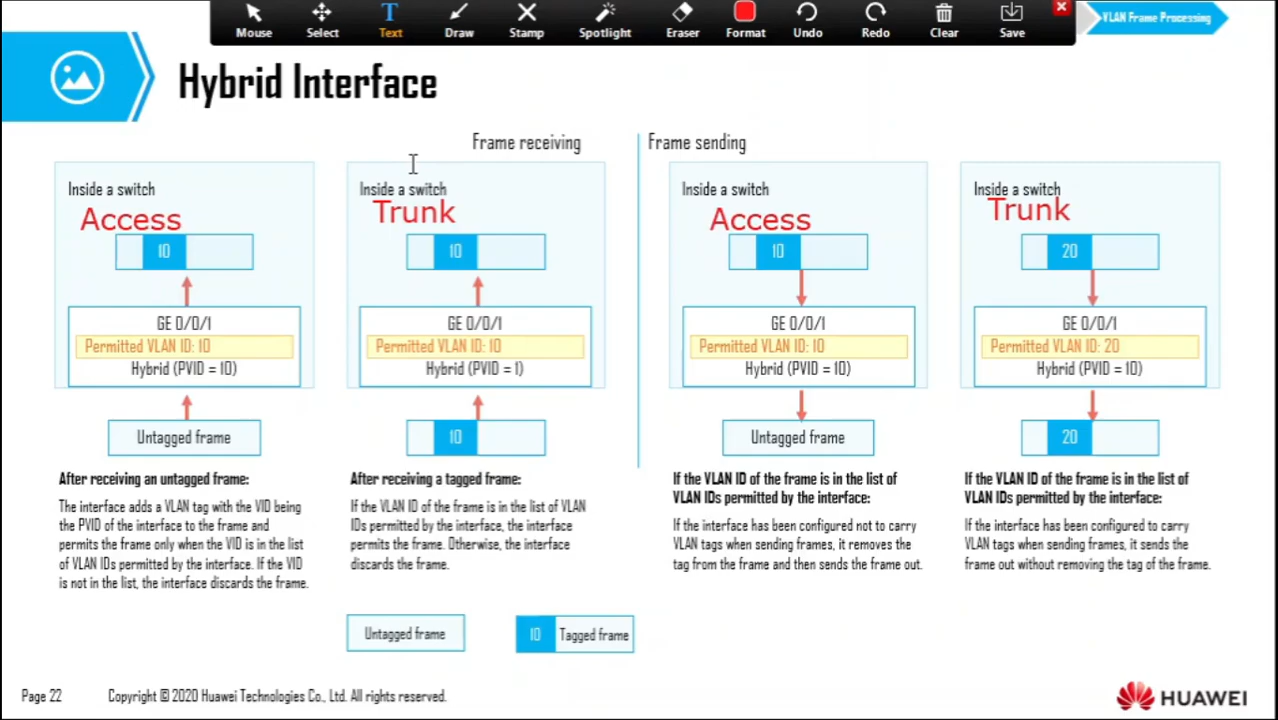 Mouse
Select
Text
Draw
Stamp
Spotlight
Eraser
Format
Undo
Redo
Clear
Save
VLAN Frame Processing
Hybrid Interface
Frame receiving
Frame sending
Inside a switch
Access
10
GE 0/0/1
Permitted VLAN ID: 10
Hybrid (PVID = 10)
Untagged frame
After receiving an untagged frame:
The interface adds a VLAN tag with the VID being
the PVID of the interface to the frame and
permits the frame only when the VID is in the list
of VLAN IDs permitted by the interface. If the VID
is not in the list, the interface discards the frame.
Inside a switch
Trunk
10
GE 0/0/1
Permitted VLAN ID: 10
Hybrid (PVID = 1)
10
After receiving a tagged frame:
If the VLAN ID of the frame is in the list of VLAN
IDs permitted by the interface, the interface
permits the frame. Otherwise, the interface
discards the frame.
Inside a switch
Access
10
GE 0/0/1
Permitted VLAN ID: 10
Hybrid (PVID = 10)
Untagged frame
If the VLAN ID of the frame is in the list of
VLAN IDs permitted by the interface:
If the interface has been configured not to carry
VLAN tags when sending frames, it removes the
tag from the frame and then sends the frame out.
Inside a switch
Trunk
20
GE 0/0/1
Permitted VLAN ID: 20
Hybrid (PVID = 10)
20
If the VLAN ID of the frame is in the list of
VLAN IDs permitted by the interface:
If the interface has been configured to carry
VLAN tags when sending frames, it sends the
frame out without removing the tag of the frame.
Untagged frame
10 Tagged frame
Page 22
Copyright © 2020 Huawei Technologies Co., Ltd. All rights reserved.
HUAWEI